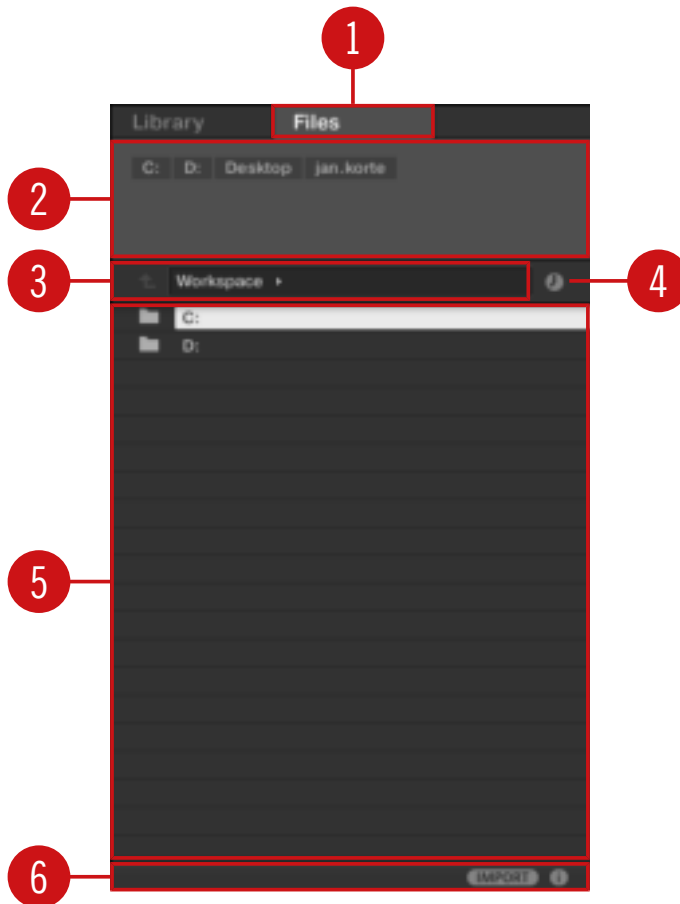 1
Library Files
2
C: D: Desktop jan.korte
3
Workspace
4
C:
D:
5
IMPORT i
6